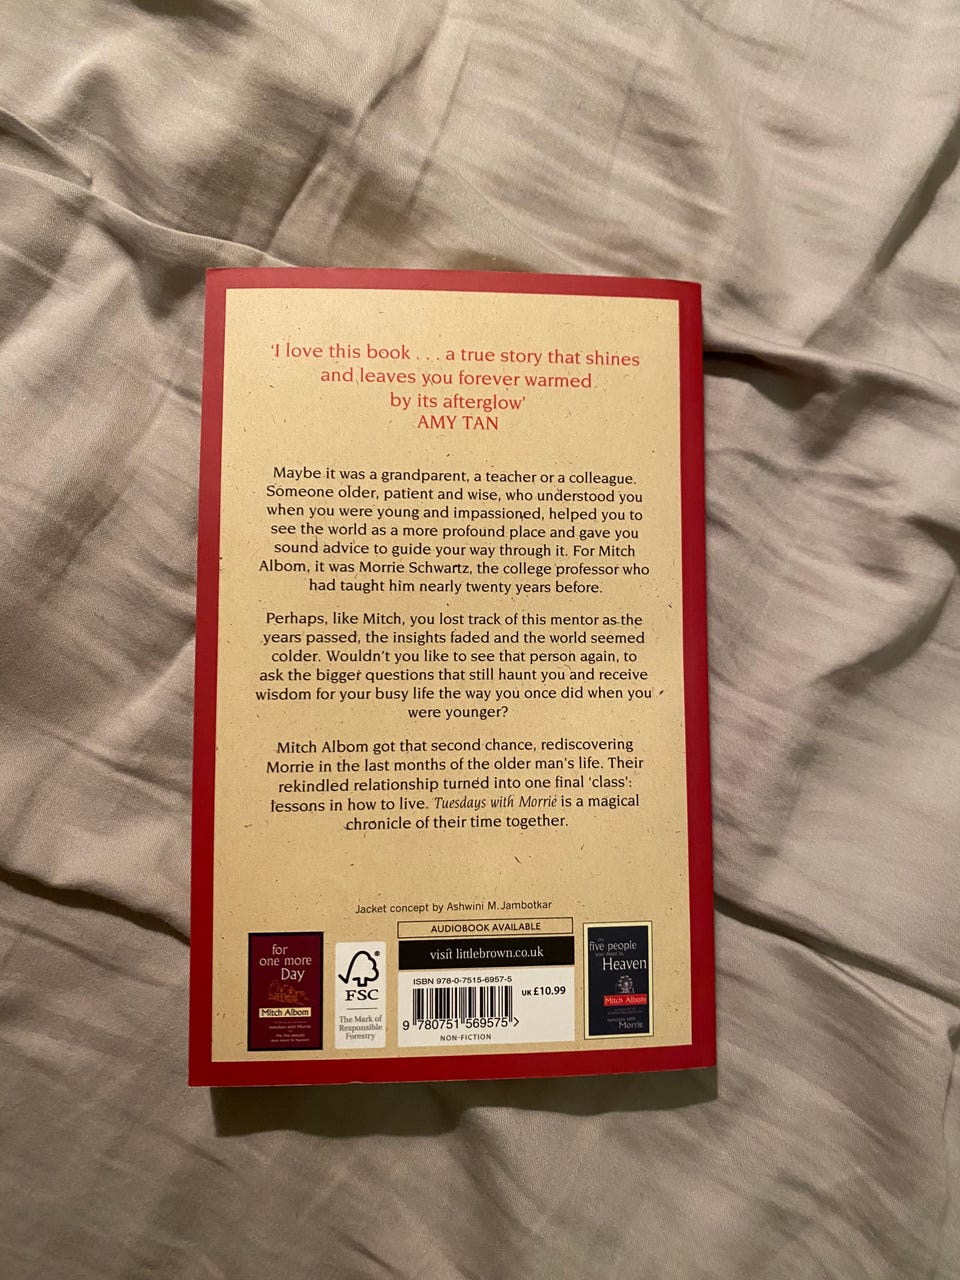 ‘I love this book . . . a true story that shines
and leaves you forever warmed
by its afterglow’
AMY TAN
Maybe it was a grandparent, a teacher or a colleague.
Someone older, patient and wise, who understood you
when you were young and impassioned, helped you to
see the world as a more profound place and gave you
sound advice to guide your way through it. For Mitch
Albom, it was Morrie Schwartz, the college professor who
had taught him nearly twenty years before.
Perhaps, like Mitch, you lost track of this mentor as the
years passed, the insights faded and the world seemed
colder. Wouldn’t you like to see that person again, to
ask the bigger questions that still haunt you and receive
wisdom for your busy life the way you once did when you
were younger?
Mitch Albom got that second chance, rediscovering
Morrie in the last months of the older man’s life. Their
rekindled relationship turned into one final ‘class’:
lessons in how to live. Tuesdays with Morrie is a magical
chronicle of their time together.
Jacket concept by Ashwini M. Jambotkar
for
one more
Day
Mitch Albom
FSC
®
The Mark of
Responsible
Forestry
AUDIOBOOK AVAILABLE
visit littlebrown.co.uk
ISBN 978-0-7515-6957-5
UK £10.99
9 780751 569575 >
NON-FICTION
five people
you meet in
Heaven
Mitch Albom
tuesdays with
Morrie